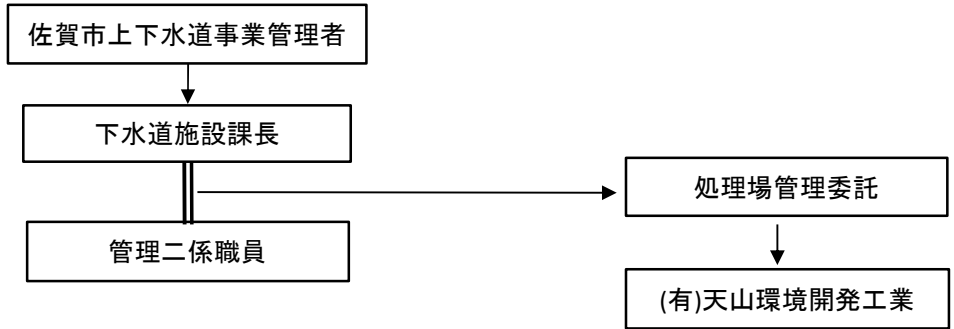 佐賀市上下水道事業管理者
下水道施設課長
処理場管理委託
管理二係職員
(有)天山環境開発工業